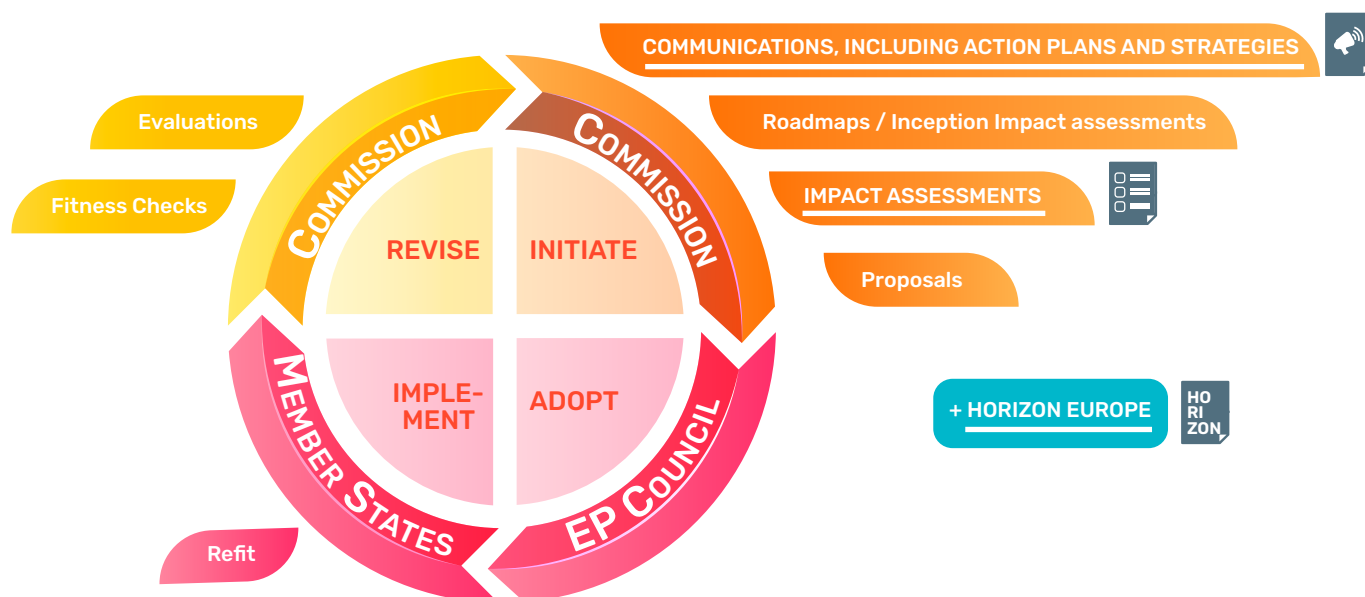 COMMUNICATIONS, INCLUDING ACTION PLANS AND STRATEGIES
Evaluations
Roadmaps / Inception Impact assessments
COMMISSION
COMMISSION
Fitness Checks
IMPACT ASSESSMENTS
REVISE
INITIATE
Proposals
IMPLE-
MENT
ADOPT
+ HORIZON EUROPE
HO
RI
ZON
MEMBER STATES
EP COUNCIL
Refit